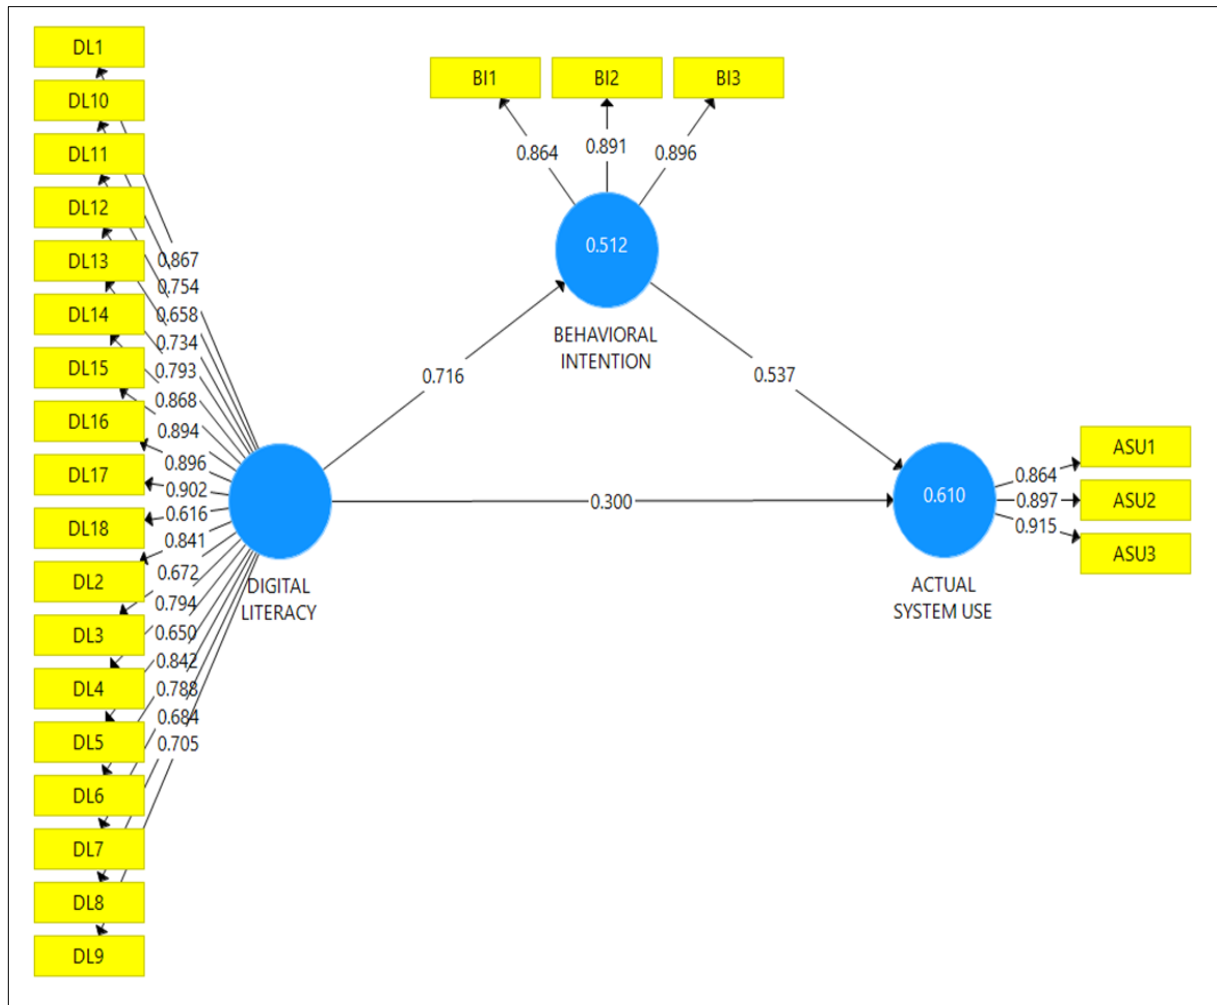 DL1
DL10
DL11
DL12
DL13
DL14
DL15
DL16
DL17
DL18
DL2
DL3
DL4
DL5
DL6
DL7
DL8
DL9
0.867
0.754
0.658
0.734
0.793
0.868
0.894
0.896
0.902
0.616
0.841
0.672
0.794
0.650
0.842
0.788
0.684
0.705
DIGITAL
LITERACY
BI1 BI2 BI3
0.864 0.891 0.896
0.512
BEHAVIORAL
INTENTION
0.716
0.537
0.300
0.610
ACTUAL
SYSTEM USE
0.864
0.897
0.915
ASU1
ASU2
ASU3